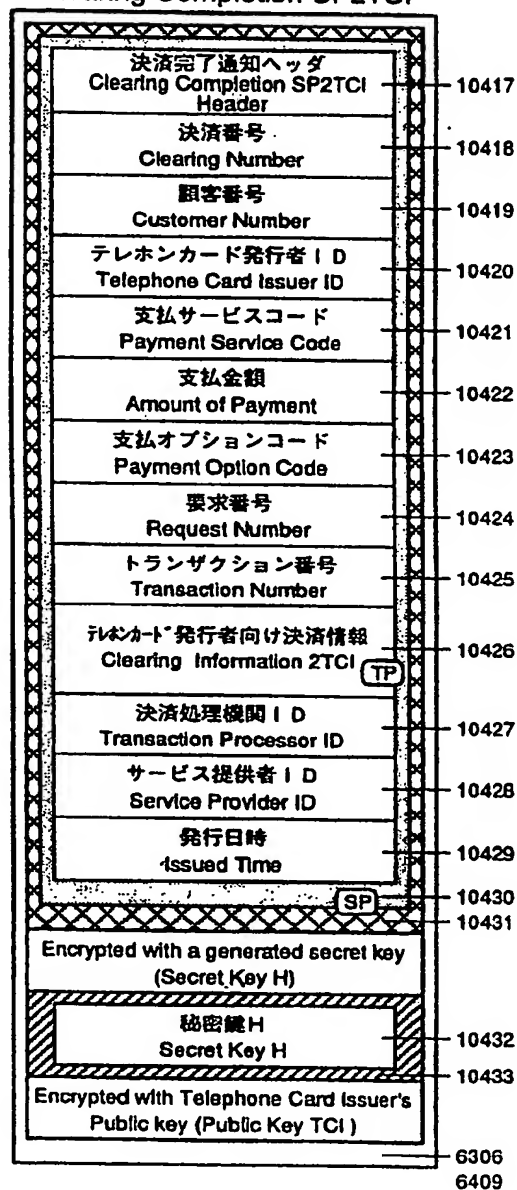 Completion SP2TCI
決済完了通知ヘッダ
Clearing Completion SP2TCI
Header
10417
決済番号
Clearing Number
10418
顧客番号
Customer Number
10419
テレホンカード発行者ID
Telephone Card Issuer ID
10420
支払サービスコード
Payment Service Code
10421
支払金額
Amount of Payment
10422
支払オプションコード
Payment Option Code
10423
要求番号
Request Number
10424
トランザクション番号
Transaction Number
10425
テレホンカード発行者向け決済情報
Clearing Information 2TCI
TP
10426
決済処理機関ID
Transaction Processor ID
10427
サービス提供者ID
Service Provider ID
10428
発行日時
Issued Time
10429
SP
10430
10431
Encrypted with a generated secret key
(Secret Key H)
秘密鍵H
Secret Key H
10432
10433
Encrypted with Telephone Card Issuer's
Public key (Public Key TCI)
6306
6409